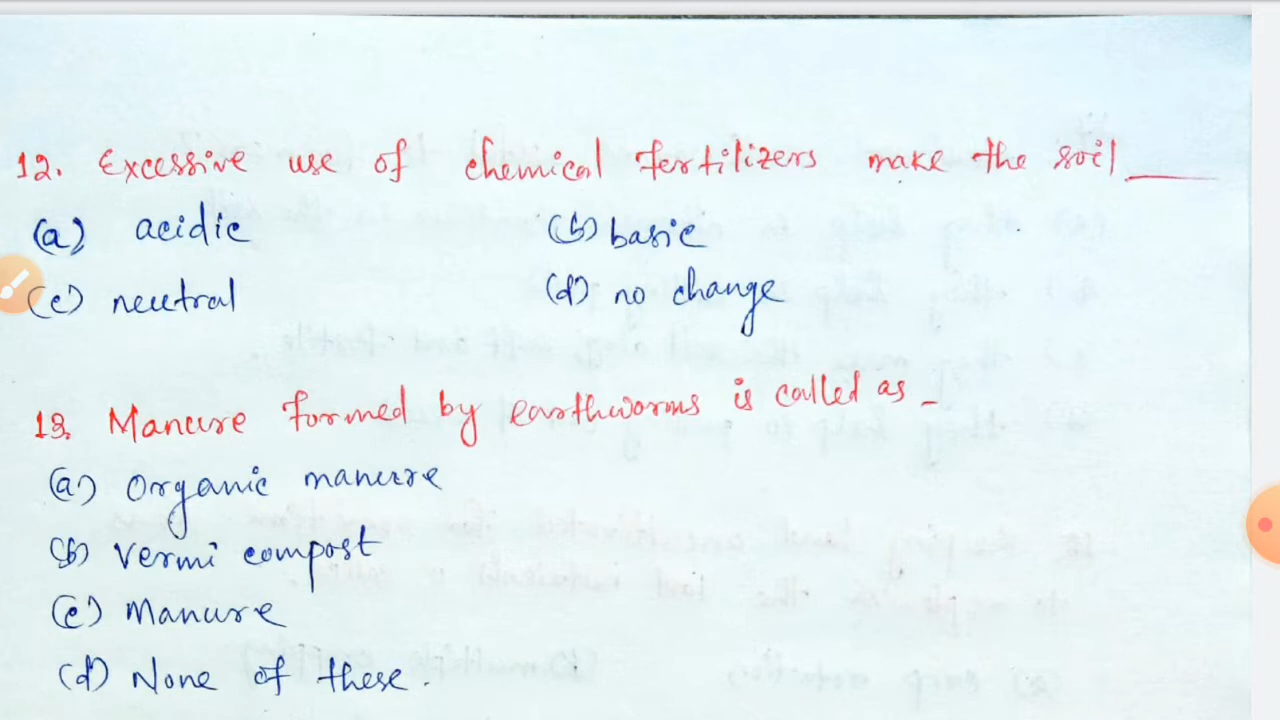 12. Excessive use of chemical fertilizers make the soil ____
(a) acidic (b) basic
(c) neutral (d) no change
13. Manure formed by earthworms is called as -
(a) Organic manure
(b) vermi compost
(c) Manure
(d) None of these.